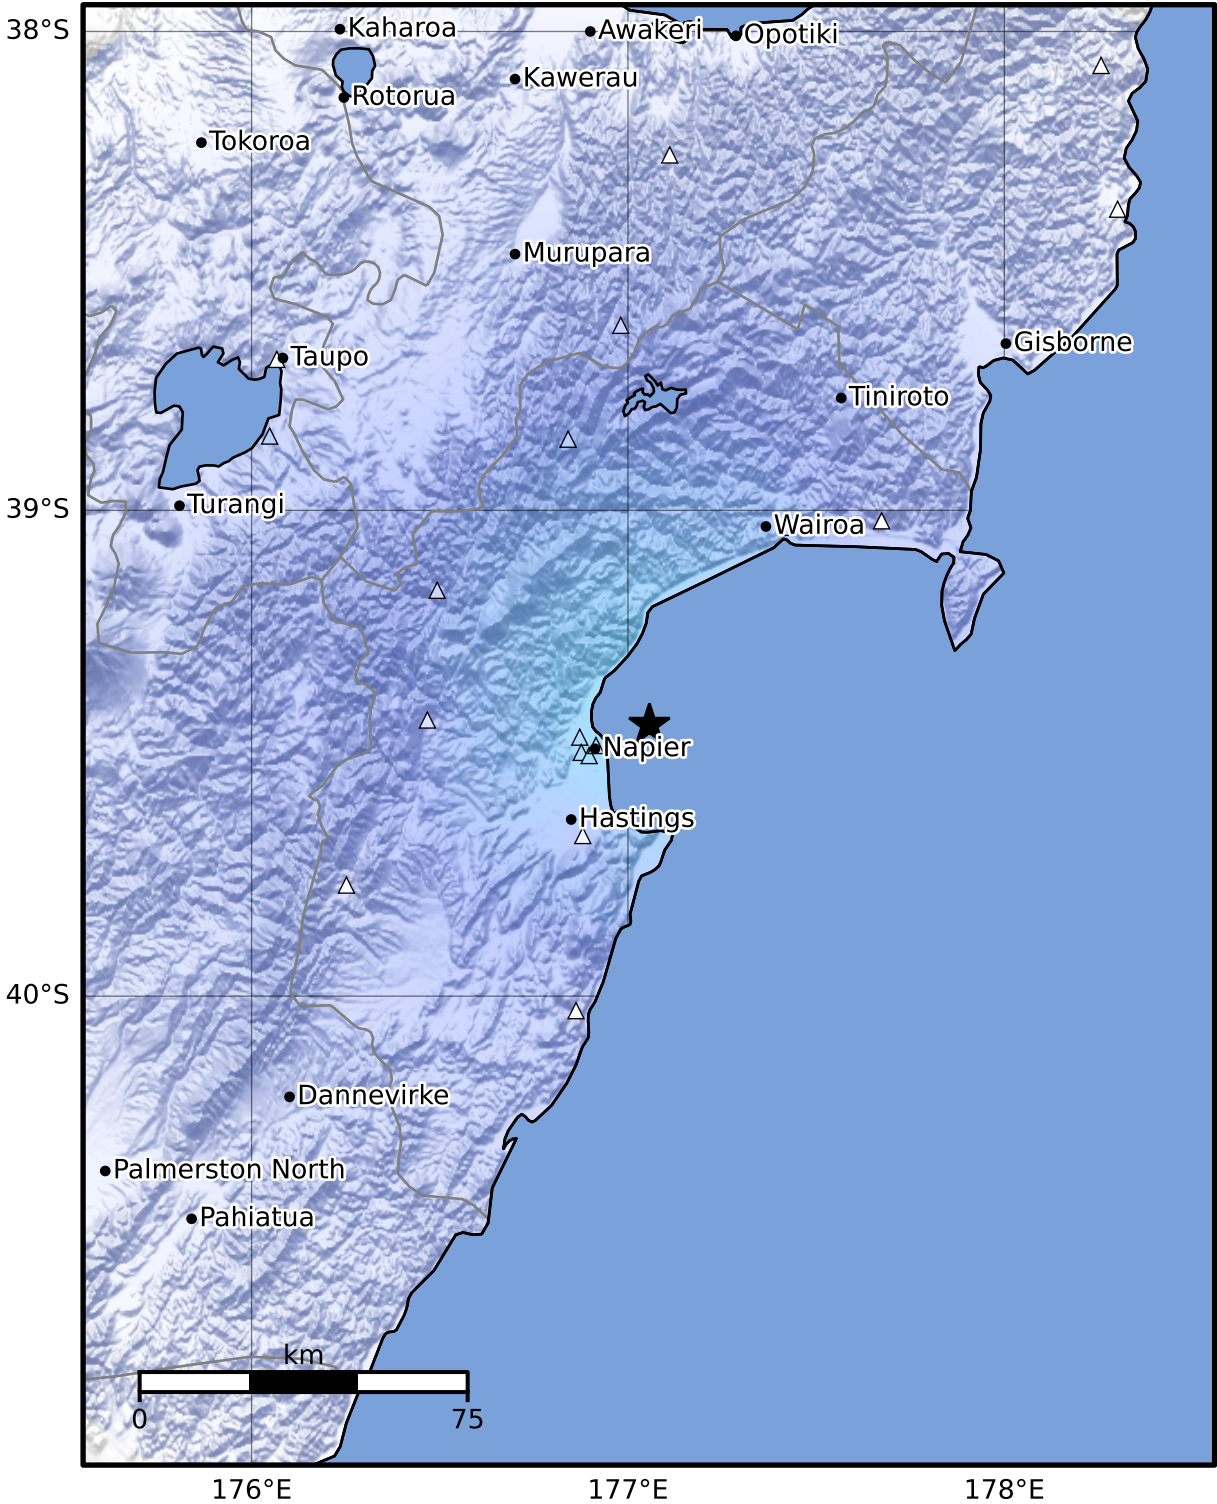 38°S
Kaharoa
Awakeri
Opotiki
Kawerau
Rotorua
Tokoroa
Murupara
Gisborne
Taupo
Tiniroto
39°S
Turangi
Wairoa
Napier
Hastings
40°S
Dannevirke
Palmerston North
Pahiatua
km
0
75
176°E
177°E
178°E